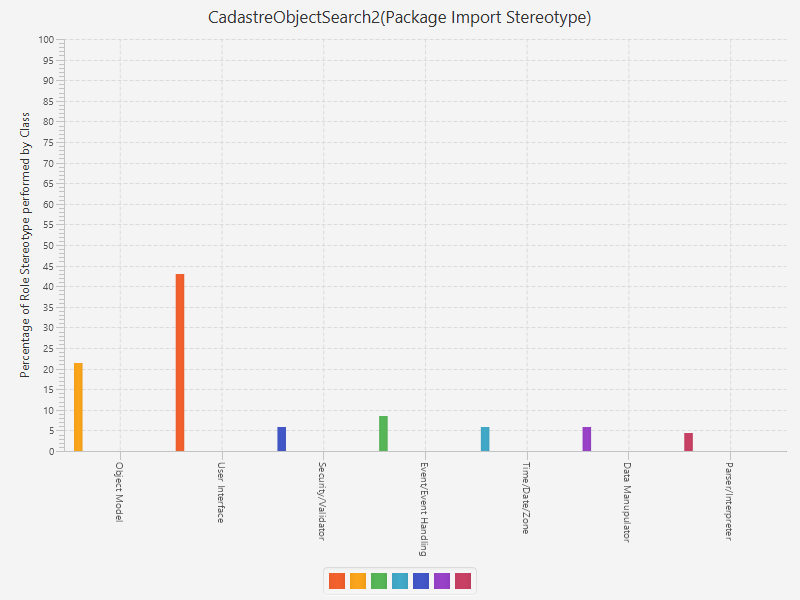 CadastreObjectSearch2(Package Import Stereotype)
Percentage of Role Stereotype performed by Class
100
95
90
85
80
75
70
65
60
55
50
45
40
35
30
25
20
15
10
5
0
Object Model
User Interface
Security/Validator
Event/Event Handling
Time/Date/Zone
Data Manupulator
Parser/Interpreter